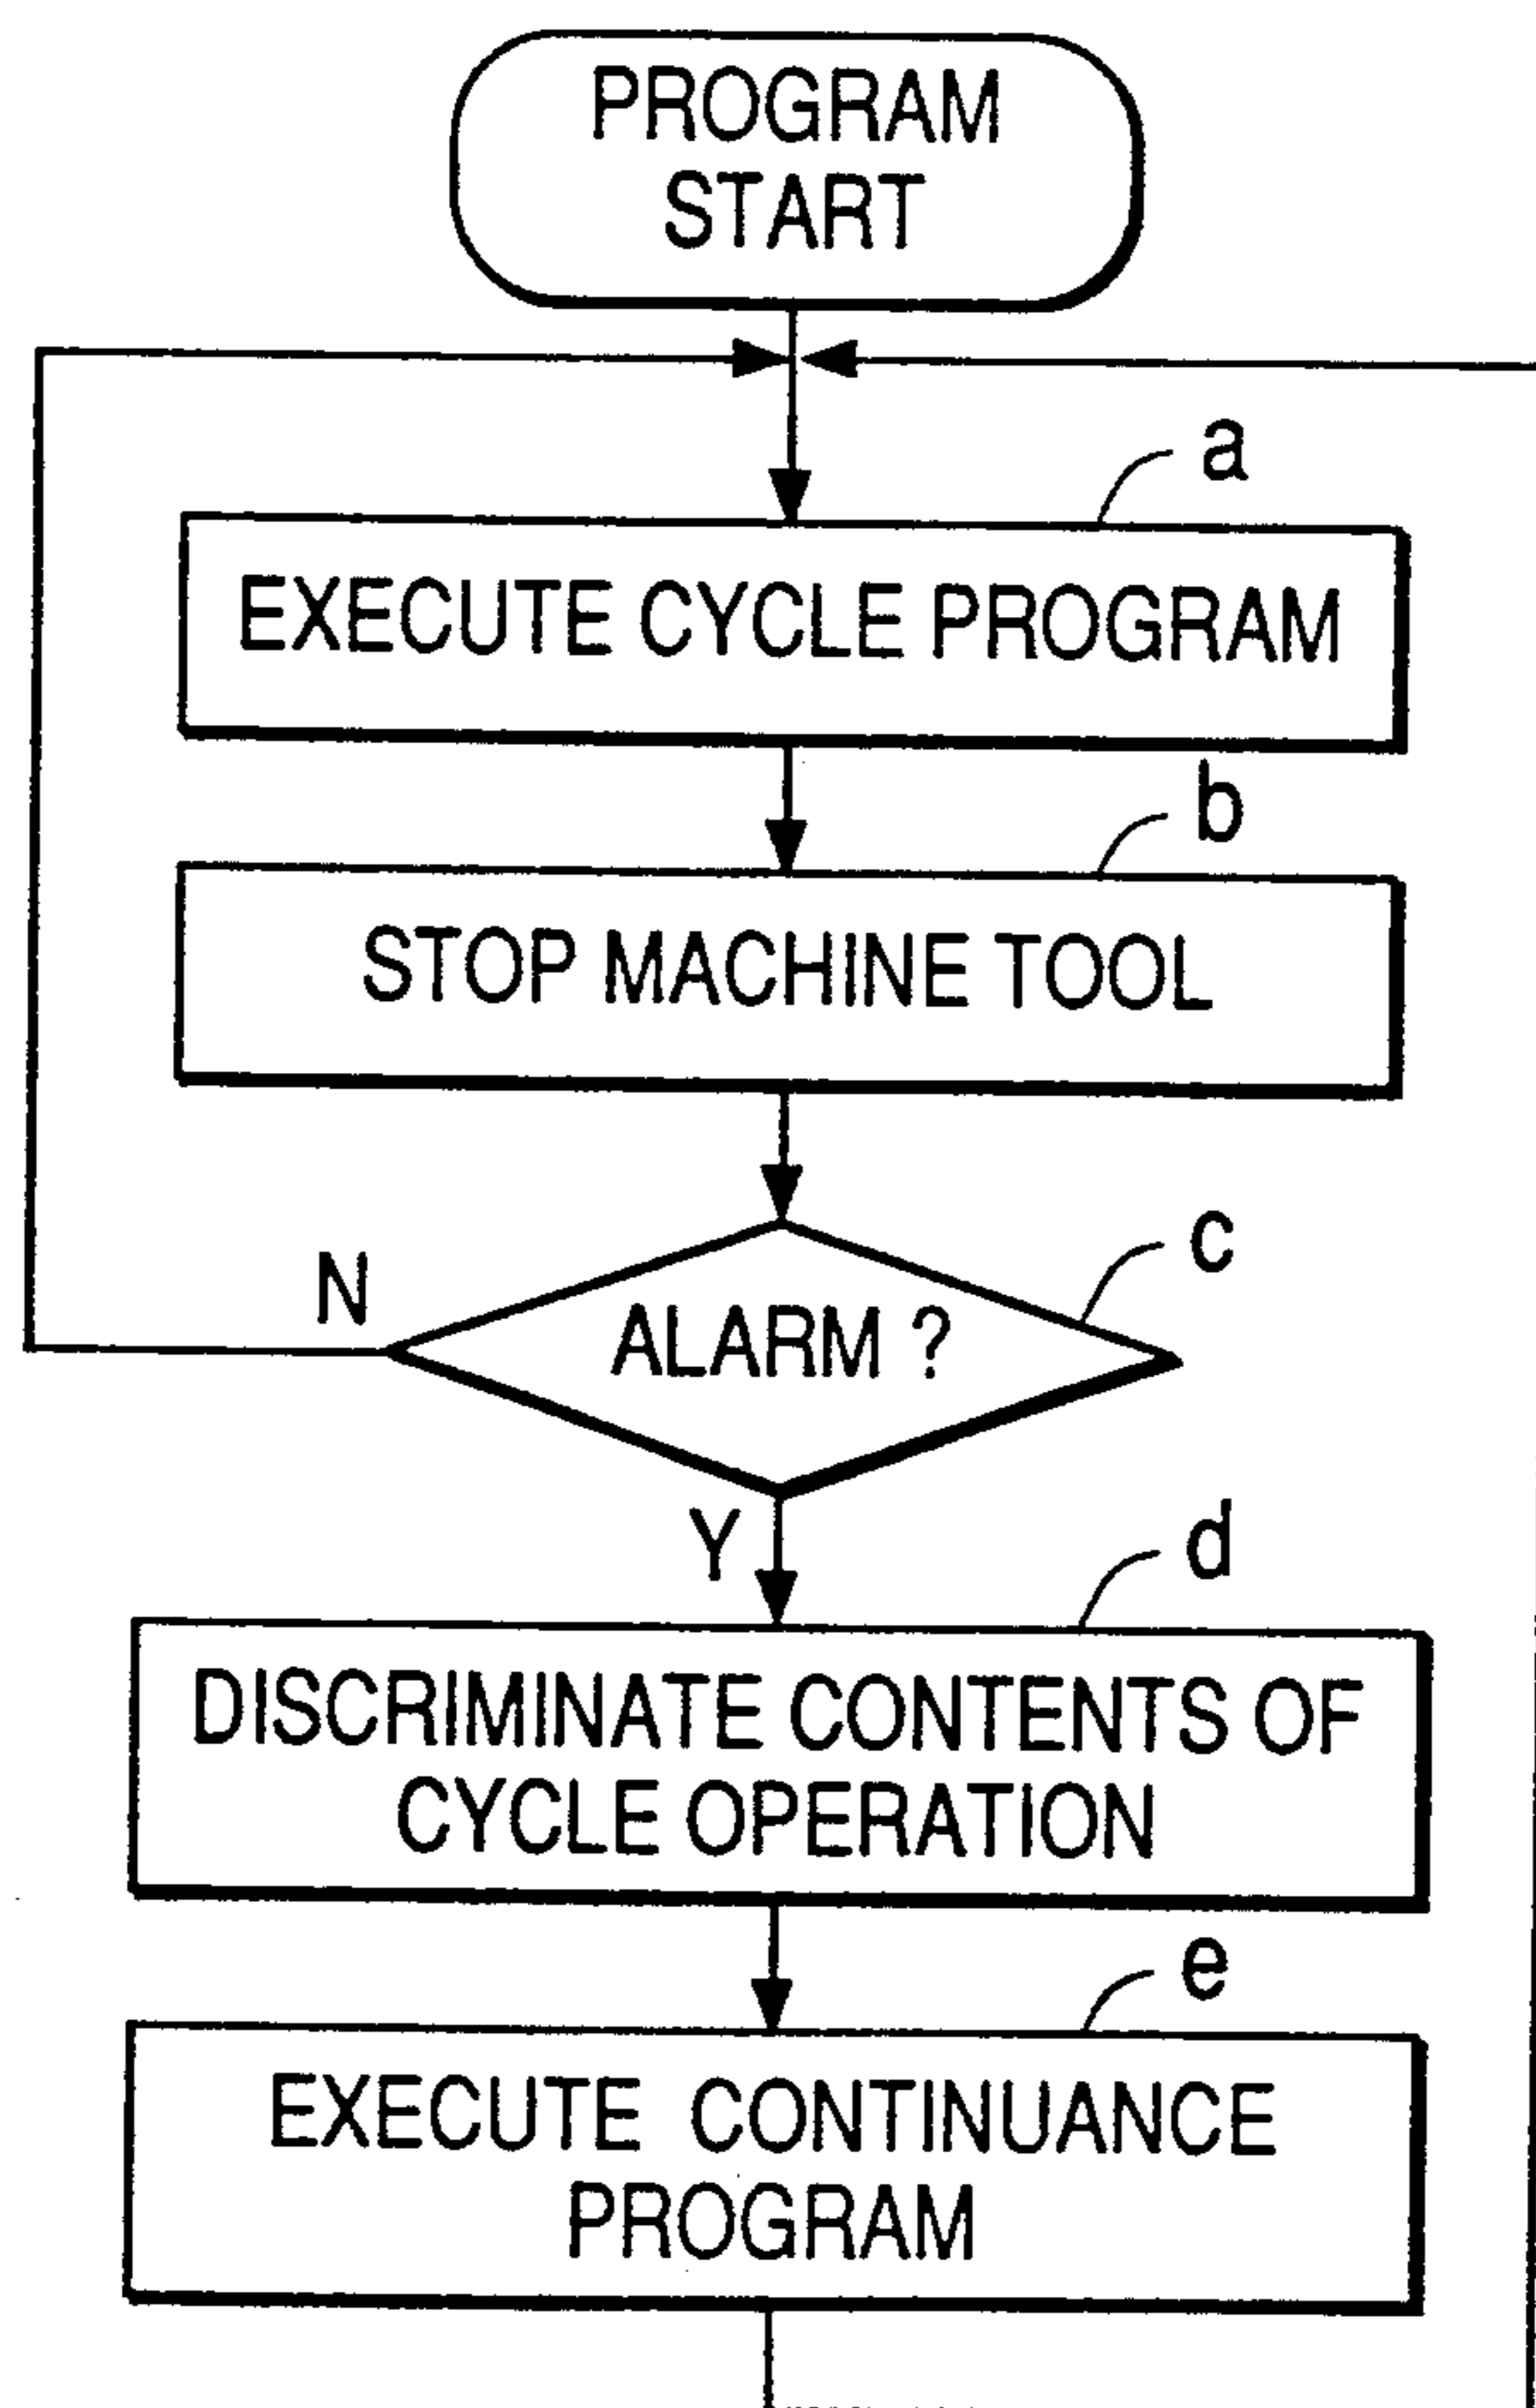 PROGRAM
START
a
EXECUTE CYCLE PROGRAM
b
STOP MACHINE TOOL
c
N
ALARM ?
Y
d
DISCRIMINATE CONTENTS OF
CYCLE OPERATION
e
EXECUTE CONTINUANCE
PROGRAM